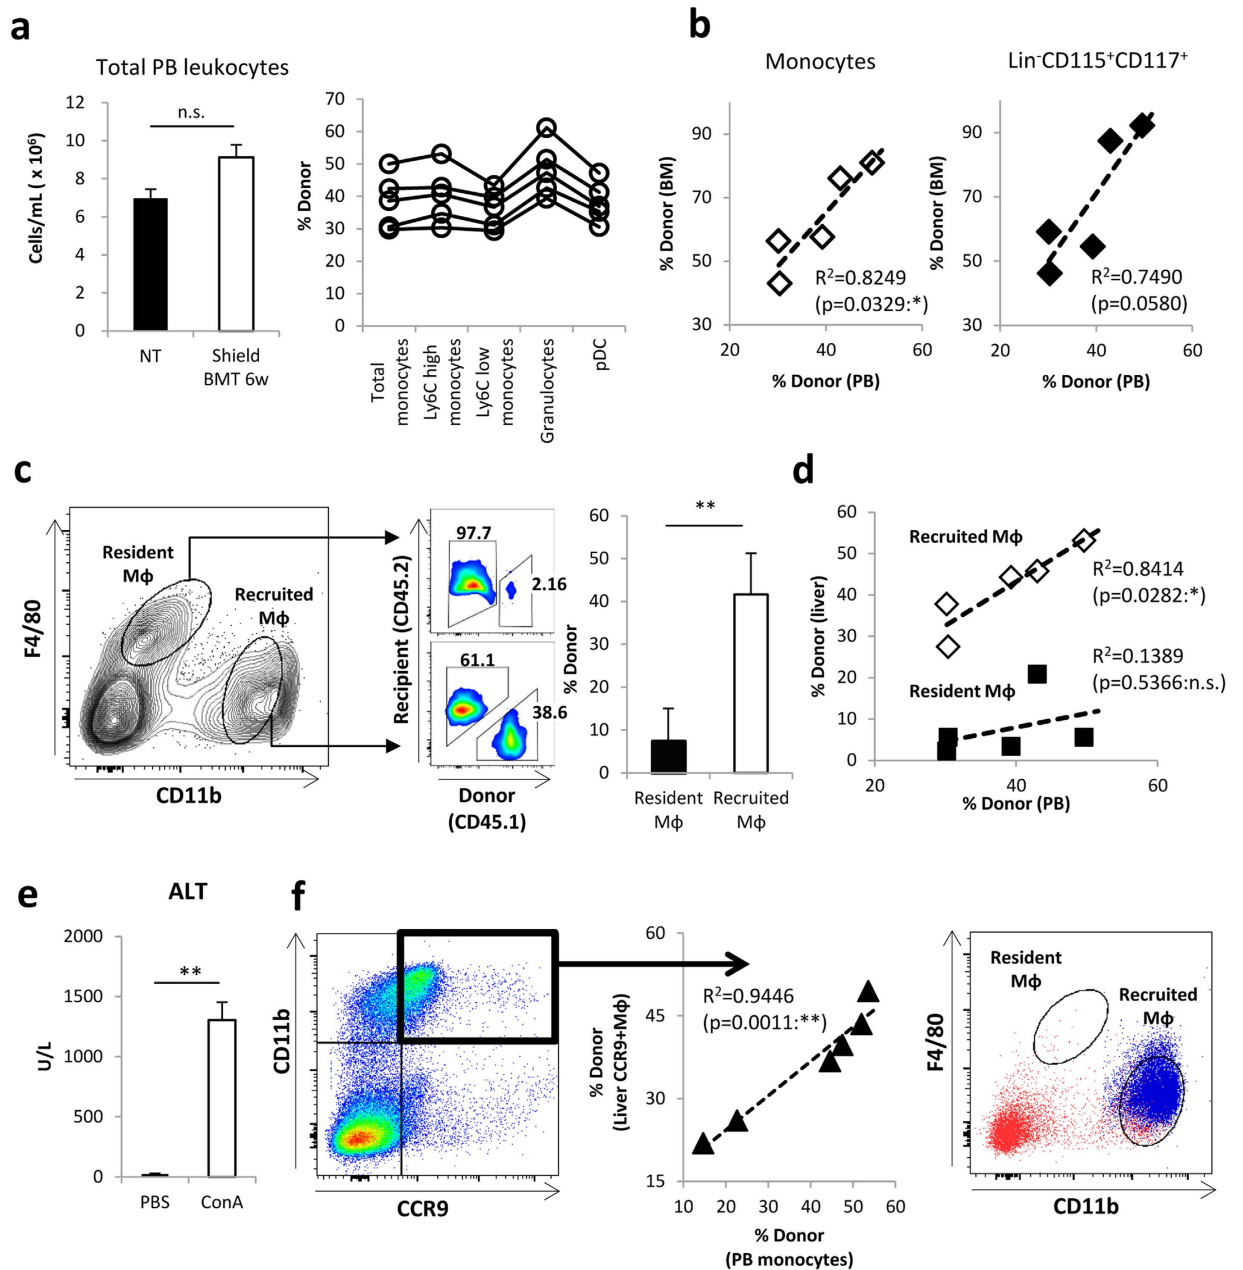 a
Total PB leukocytes
Cells/mL ( x 10⁶)
12
10
8
6
4
2
0
n.s.
NT
Shield
BMT 6w
% Donor
70
60
50
40
30
20
10
0
Total
monocytes
Ly6C high
monocytes
Ly6C low
monocytes
Granulocytes
pDC
b
Monocytes
% Donor (BM)
90
70
50
30
R²=0.8249
(p=0.0329:*)
20
40
60
% Donor (PB)
Lin⁻CD115⁺CD117⁺
% Donor (BM)
90
70
50
30
R²=0.7490
(p=0.0580)
20
40
60
% Donor (PB)
c
F4/80
Resident
Mϕ
Recruited
Mϕ
CD11b
Recipient (CD45.2)
97.7
2.16
61.1
38.6
Donor
(CD45.1)
% Donor
60
50
40
30
20
10
0
**
Resident
Mϕ
Recruited
Mϕ
d
% Donor (liver)
60
50
40
30
20
10
0
Recruited Mϕ
R²=0.8414
(p=0.0282:*)
Resident Mϕ
R²=0.1389
(p=0.5366:n.s.)
20
40
60
% Donor (PB)
e
ALT
U/L
2000
1500
1000
500
0
**
PBS
ConA
f
CD11b
CCR9
% Donor
(Liver CCR9+Mϕ)
60
45
30
15
R²=0.9446
(p=0.0011:**)
10
20
30
40
50
60
% Donor
(PB monocytes)
F4/80
Resident
Mϕ
Recruited
Mϕ
CD11b